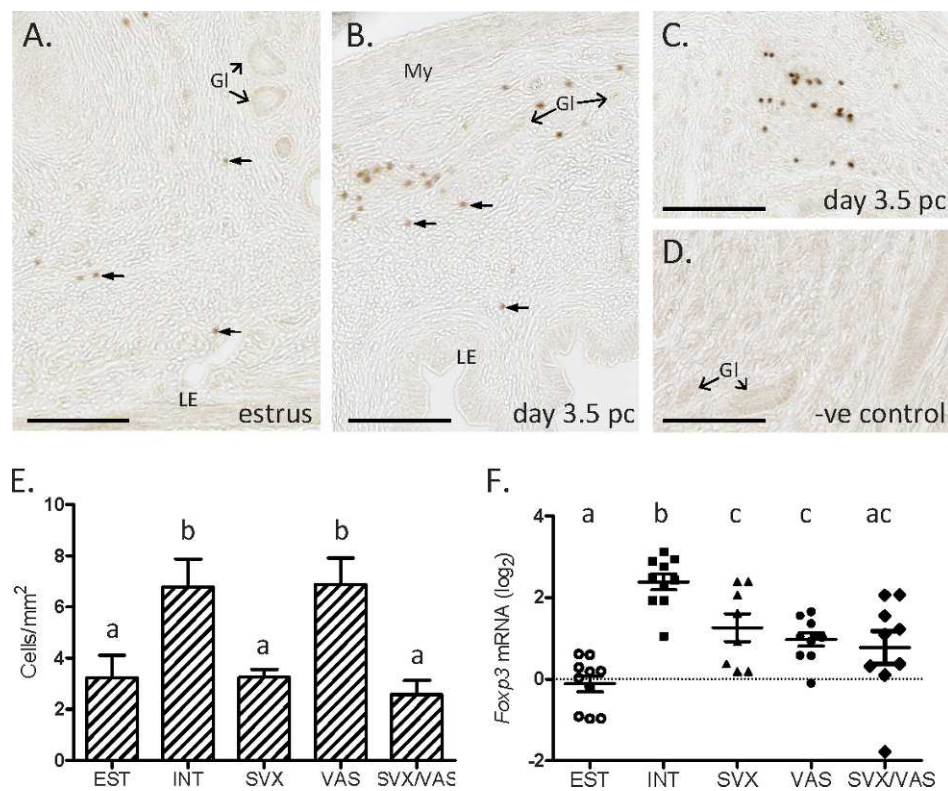 A.
Gl
LE
estrus
B.
My
Gl
LE
day 3.5 pc
C.
day 3.5 pc
D.
Gl
-ve control
E.
Cells/mm²
10
8
6
4
2
0
a
b
a
b
a
EST INT SVX VAS SVX/VAS
F.
Foxp3 mRNA (log₂)
4
2
0
-2
a b c c ac
EST INT SVX VAS SVX/VAS